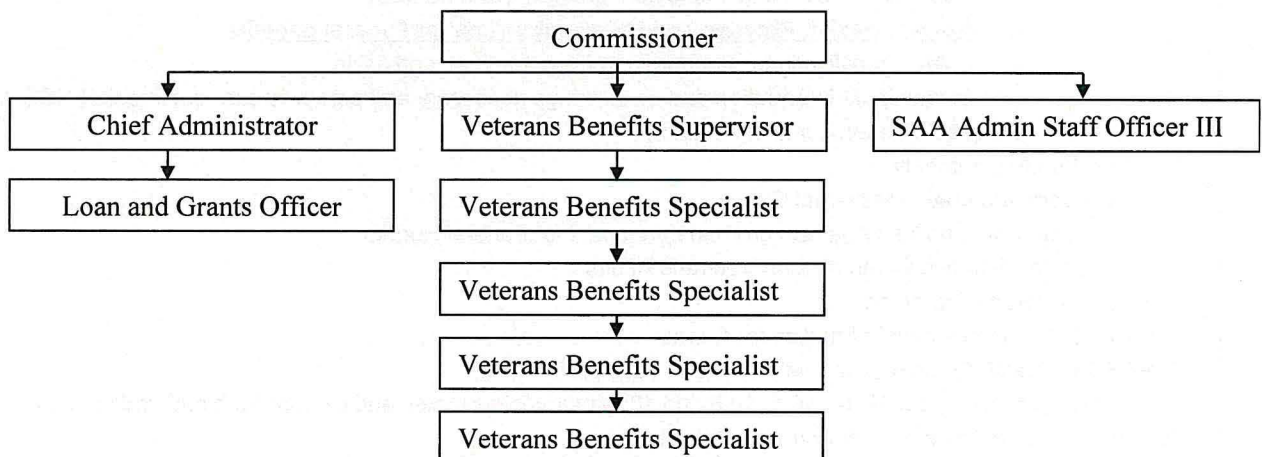 Commissioner
Chief Administrator
Veterans Benefits Supervisor
SAA Admin Staff Officer III
Loan and Grants Officer
Veterans Benefits Specialist
Veterans Benefits Specialist
Veterans Benefits Specialist
Veterans Benefits Specialist